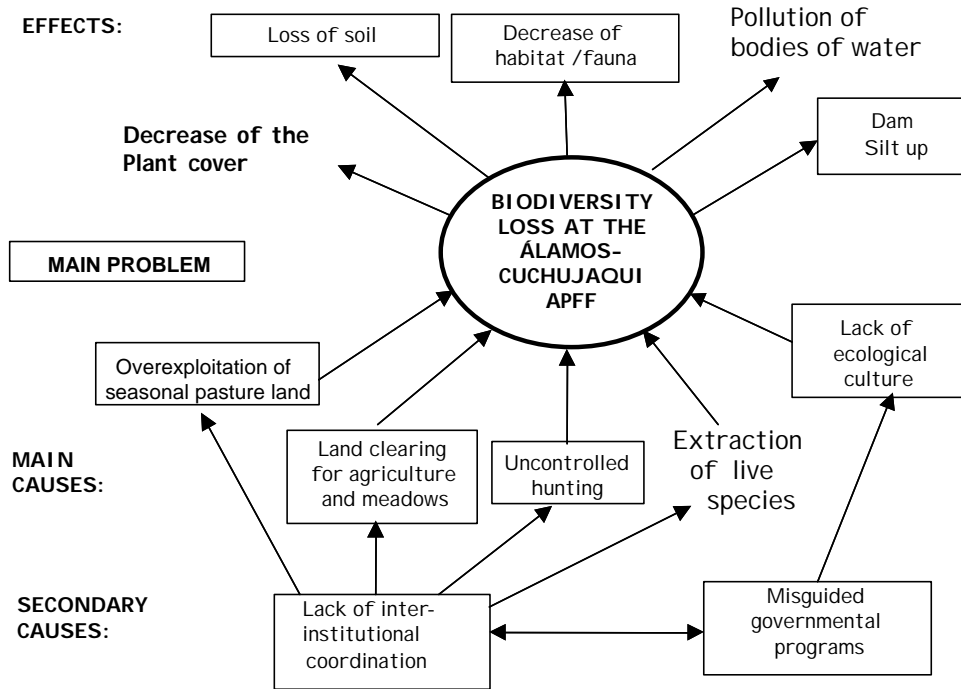 EFFECTS:
Loss of soil
Decrease of
habitat /fauna
Pollution of
bodies of water
Decrease of the
Plant cover
Dam
Silt up
BIODIVERSITY
LOSS AT THE
ÁLAMOS-
CUCHUJAQUI
APFF
MAIN PROBLEM
Overexploitation of
seasonal pasture land
Lack of
ecological
culture
MAIN
CAUSES:
Land clearing
for agriculture
and meadows
Uncontrolled
hunting
Extraction
of live
species
SECONDARY
CAUSES:
Lack of inter-
institutional
coordination
Misguided
governmental
programs